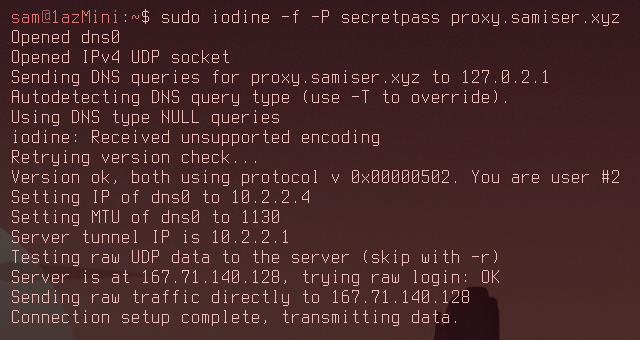 sam@1azMini:~$ sudo iodine -f -P secretpass proxy.samiser.xyz
Opened dns0
Opened IPv4 UDP socket
Sending DNS queries for proxy.samiser.xyz to 127.0.2.1
Autodetecting DNS query type (use -T to override).
Using DNS type NULL queries
iodine: Received unsupported encoding
Retrying version check...
Version ok, both using protocol v 0x00000502. You are user #2
Setting IP of dns0 to 10.2.2.4
Setting MTU of dns0 to 1130
Server tunnel IP is 10.2.2.1
Testing raw UDP data to the server (skip with -r)
Server is at 167.71.140.128, trying raw login: OK
Sending raw traffic directly to 167.71.140.128
Connection setup complete, transmitting data.